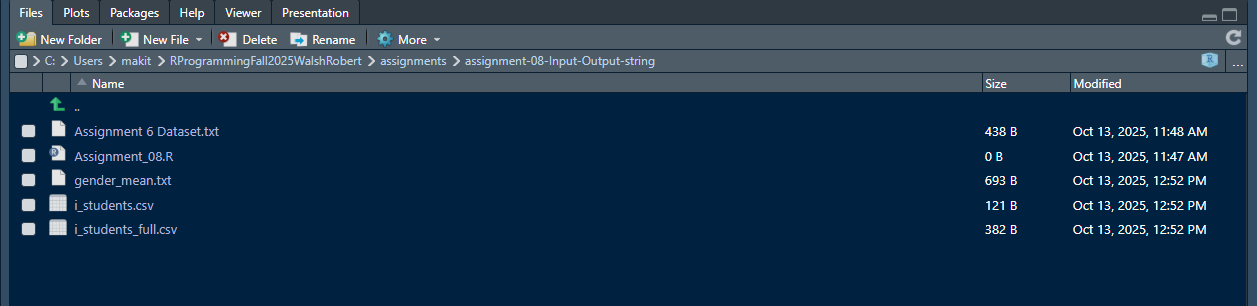 Files Plots Packages Help Viewer Presentation
New Folder New File Delete Rename More
C: Users makit RProgrammingFall2025WalshRobert assignments assignment-08-Input-Output-string R ...
Name Size Modified
..
Assignment 6 Dataset.txt 438 B Oct 13, 2025, 11:48 AM
Assignment_08.R 0 B Oct 13, 2025, 11:47 AM
gender_mean.txt 693 B Oct 13, 2025, 12:52 PM
i_students.csv 121 B Oct 13, 2025, 12:52 PM
i_students_full.csv 382 B Oct 13, 2025, 12:52 PM